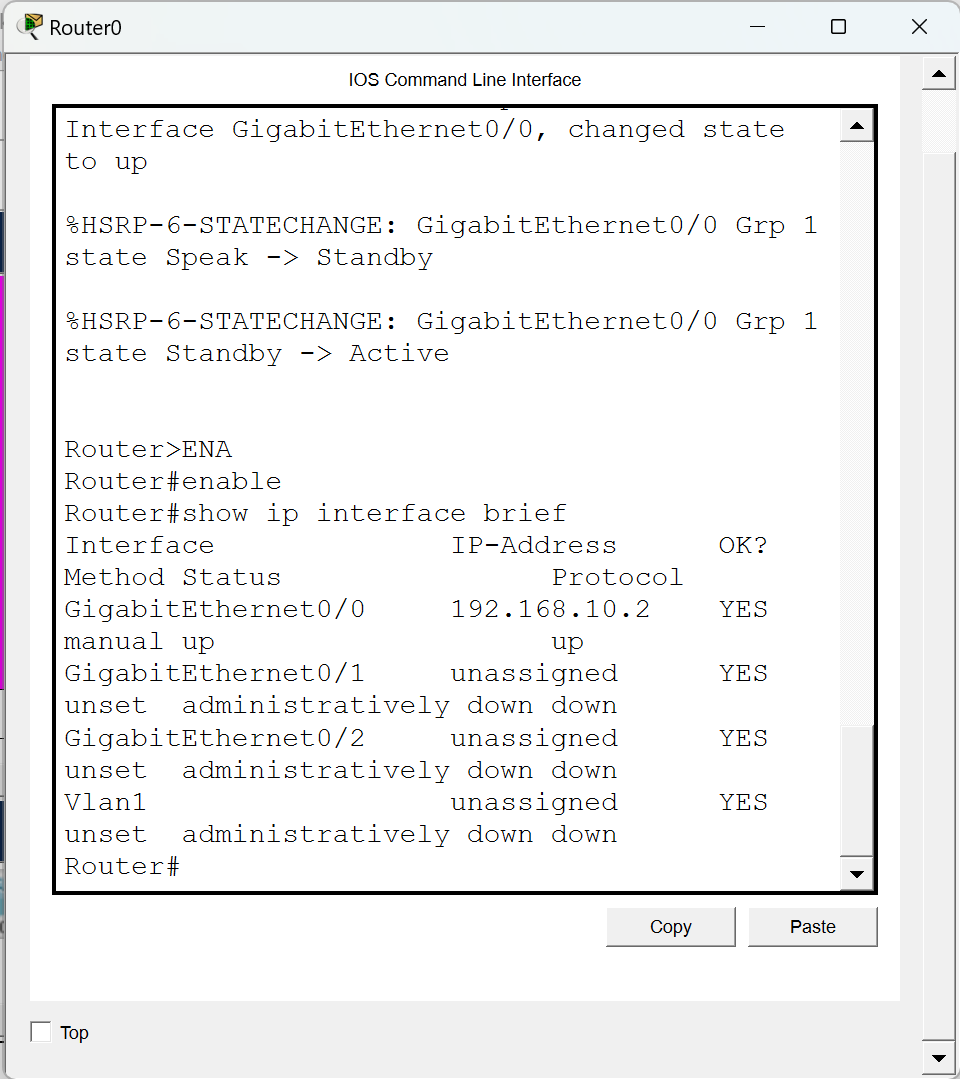 Router0
IOS Command Line Interface
Interface GigabitEthernet0/0, changed state
to up
%HSRP-6-STATECHANGE: GigabitEthernet0/0 Grp 1
state Speak -> Standby
%HSRP-6-STATECHANGE: GigabitEthernet0/0 Grp 1
state Standby -> Active
Router>ENA
Router#enable
Router#show ip interface brief
Interface              IP-Address      OK?
Method Status                Protocol
GigabitEthernet0/0     192.168.10.2    YES
manual up                    up
GigabitEthernet0/1     unassigned      YES
unset  administratively down down
GigabitEthernet0/2     unassigned      YES
unset  administratively down down
Vlan1                  unassigned      YES
unset  administratively down down
Router#
Copy
Paste
Top